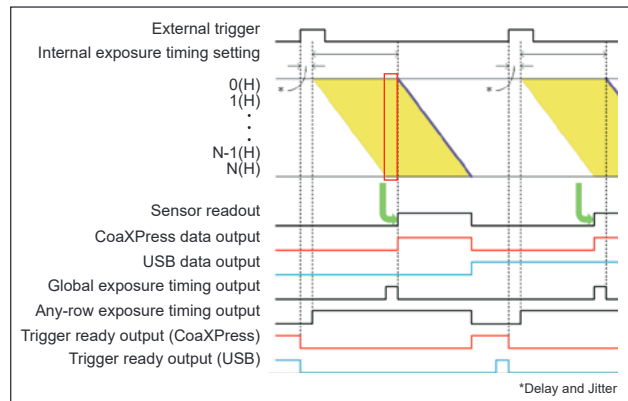 External trigger
Internal exposure timing setting
*
*
0(H)
1(H)
•
•
•
N-1(H)
N(H)
Sensor readout
CoaXPress data output
USB data output
Global exposure timing output
Any-row exposure timing output
Trigger ready output (CoaXPress)
Trigger ready output (USB)
*Delay and Jitter